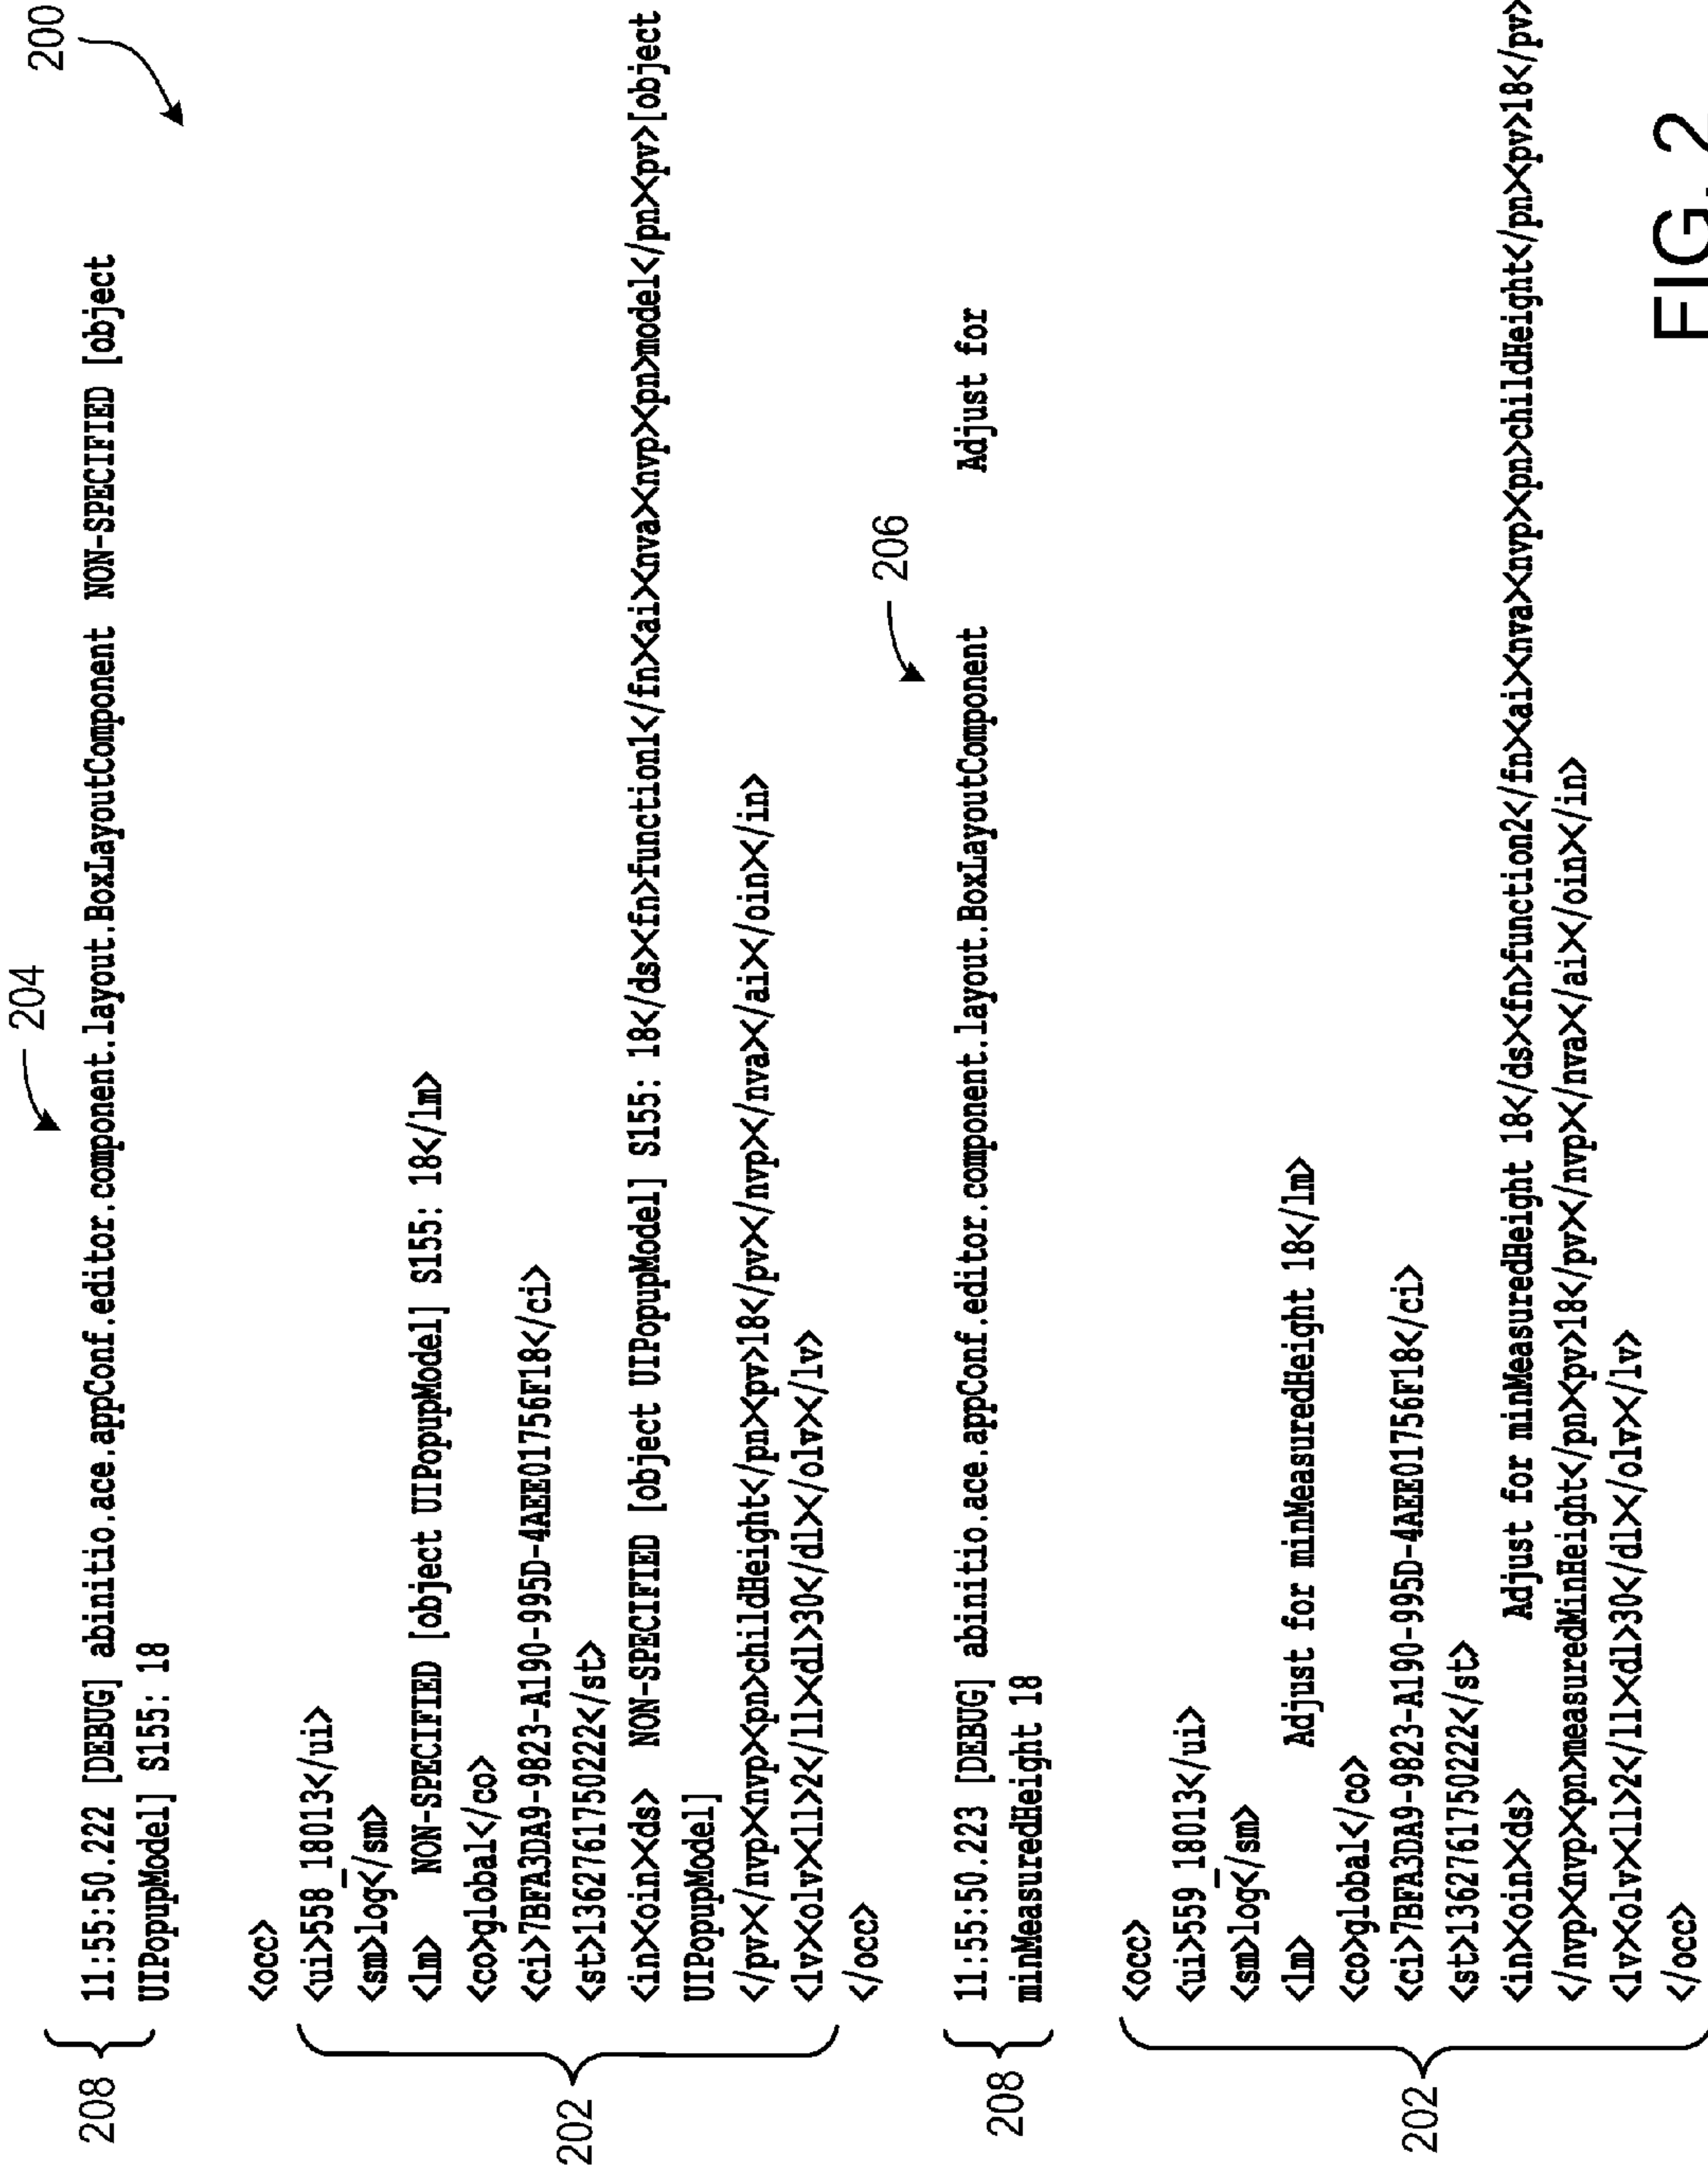 200
204
208
11:55:50.222 [DEBUG] abinitio.ace.appConf.editor.component.layout.BoxLayoutComponent NON-SPECIFIED [object
UIPopupModel] S155: 18
202
<occ>
<ui>558_18013</ui>
<sm>log</sm>
<lm> NON-SPECIFIED [object UIPopupModel] S155: 18</lm>
<co>global</co>
<ci>7BFA3DA9-9823-A190-995D-4AEE01756F18</ci>
<st>1362761750222</st>
<in><oin><ds> NON-SPECIFIED [object UIPopupModel] S155: 18</ds><fn>function1</fn><ai><nva><nvp><pn>model</pn><pv>[object
UIPopupModel]
</pv></nvp><nvp><pn>childHeight</pn><pv>18</pv></nvp></nva></ai></oin></in>
<lv><olv><ll>2</ll><dl>30</dl></olv></lv>
</occ>
206
208
11:55:50.223 [DEBUG] abinitio.ace.appConf.editor.component.layout.BoxLayoutComponent Adjust for
minMeasuredHeight 18
202
<occ>
<ui>559_18013</ui>
<sm>log</sm>
<lm> Adjust for minMeasuredHeight 18</lm>
<co>global</co>
<ci>7BFA3DA9-9823-A190-995D-4AEE01756F18</ci>
<st>1362761750222</st>
<in><oin><ds> Adjust for minMeasuredHeight 18</ds><fn>function2</fn><ai><nva><nvp><pn>childHeight</pn><pv>18</pv>
</nvp><nvp><pn>measuredMinHeight</pn><pv>18</pv></nvp></nva></ai></oin></in>
<lv><olv><ll>2</ll><dl>30</dl></olv></lv>
</occ>
FIG. 2